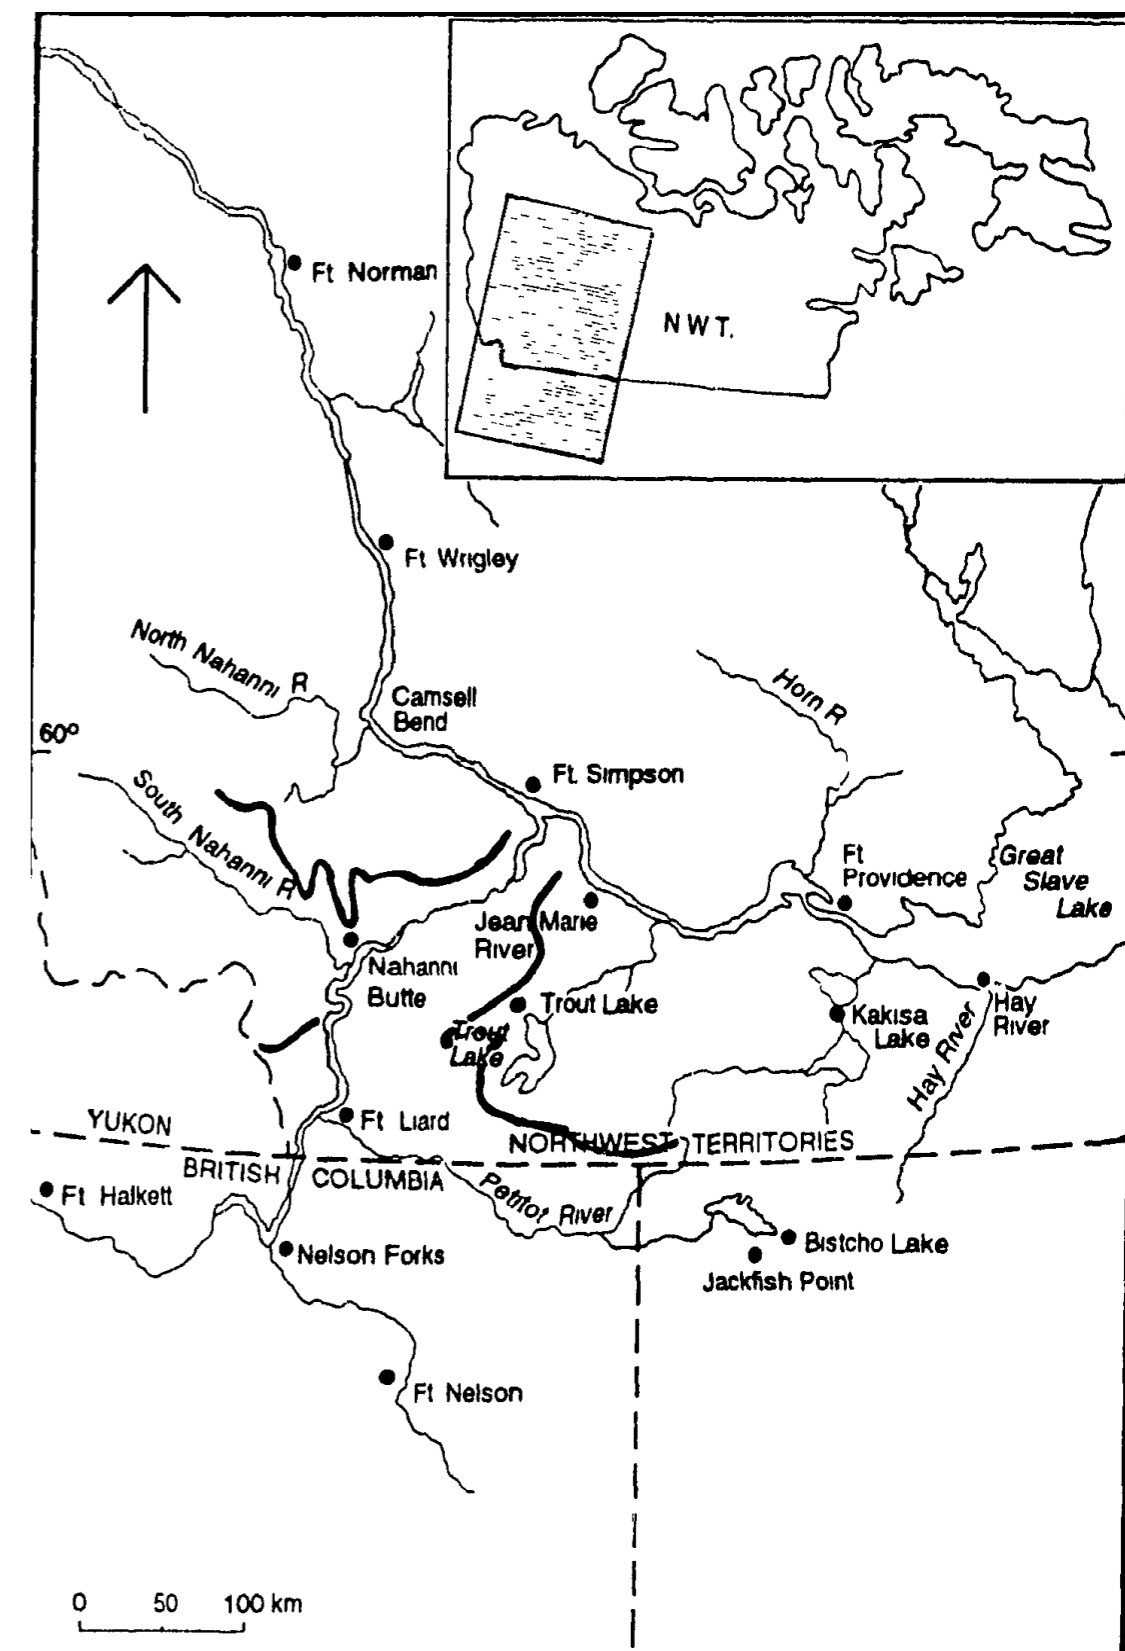 Ft Norman
N W T.
Ft Wrigley
North Nahanni R
Camsell
Bend
Horn R
60º
Ft. Simpson
South Nahanni R
Ft
Providence
Great
Slave
Lake
Jean Marie
River
Nahanni
Butte
Trout Lake
Trout
Lake
Kakisa
Lake
Hay
River
Hay River
Ft Liard
YUKON
NORTHWEST TERRITORIES
BRITISH COLUMBIA
Ft Halkett
Petitot River
Nelson Forks
Bistcho Lake
Jackfish Point
Ft Nelson
0 50 100 km